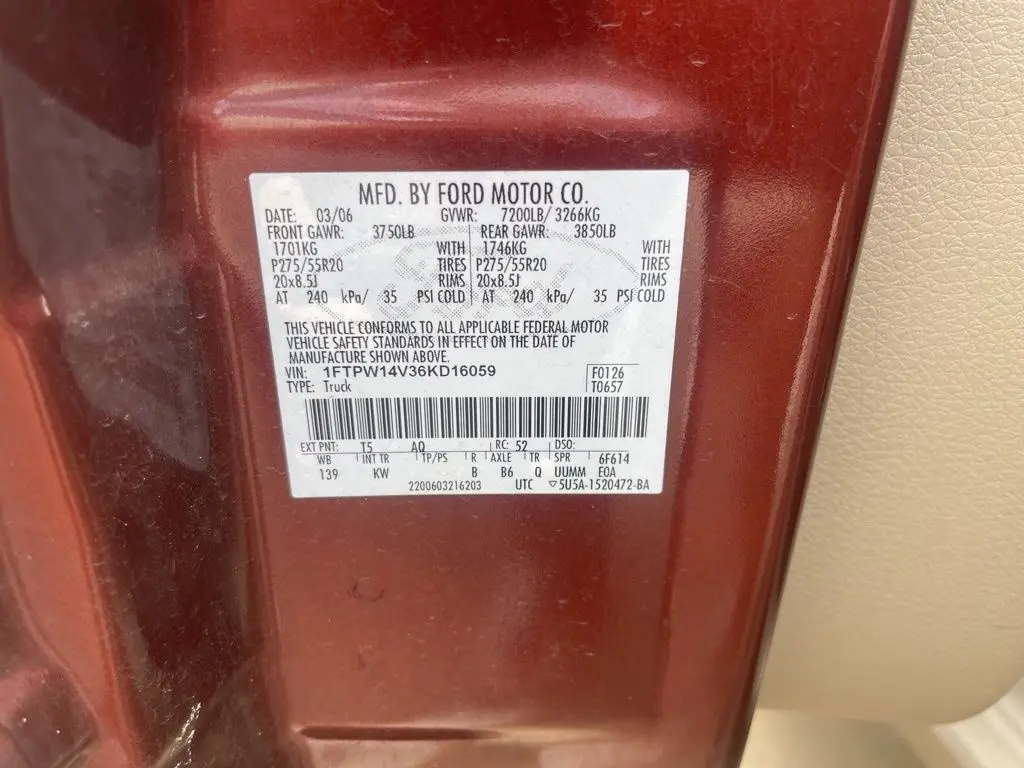 MFD. BY FORD MOTOR CO.
DATE: 03/06 GVWR: 7200LB/ 3266KG
FRONT GAWR: 3750LB REAR GAWR: 3850LB
1701KG WITH 1746KG WITH
P275/55R20 TIRES P275/55R20 TIRES
20x8.5J RIMS 20x8.5J RIMS
AT 240 kPa/ 35 PSI COLD AT 240 kPa/ 35 PSI COLD
THIS VEHICLE CONFORMS TO ALL APPLICABLE FEDERAL MOTOR
VEHICLE SAFETY STANDARDS IN EFFECT ON THE DATE OF
MANUFACTURE SHOWN ABOVE.
VIN: 1FTPW14V36KD16059 F0126
TYPE: Truck T0657
EXT PNT: T5 AQ RC: 52 DSO:
WB INT TR TP/PS R AXLE TR SPR 6F614
139 KW B B6 Q UUMM EOA
2200603216203 UTC ▽5U5A-1520472-BA